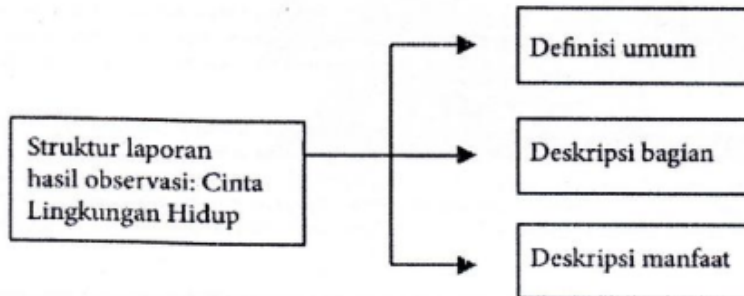 Definisi umum
Struktur laporan
hasil observasi: Cinta
Lingkungan Hidup
Deskripsi bagian
Deskripsi manfaat